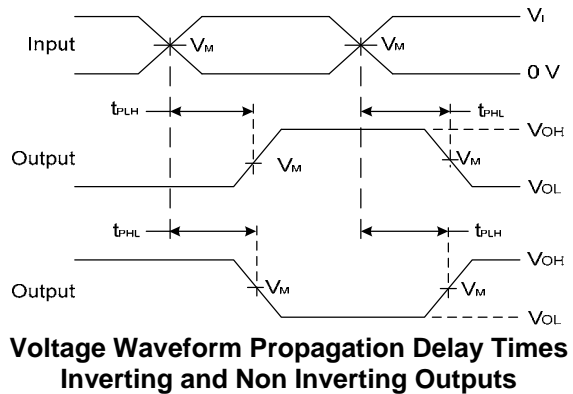 VI
Input VM VM
0 V
tPLH tPHL
VOH
Output VM VM
VOL
tPHL tPLH
VOH
Output VM VM
VOL
Voltage Waveform Propagation Delay Times
Inverting and Non Inverting Outputs